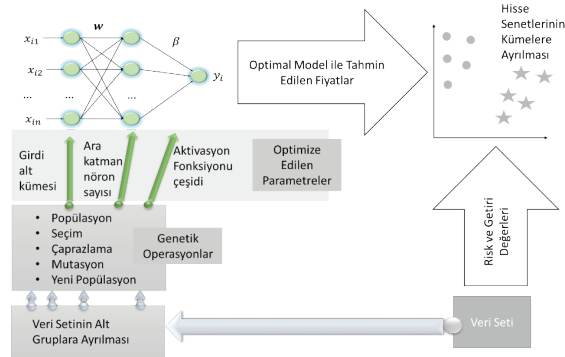 w
β
x_i1
x_i2
...
...
x_in
y_i
Optimal Model ile Tahmin
Edilen Fiyatlar
Hisse
Senetlerinin
Kümelere
Ayrılması
Girdi
alt
kümesi
Ara
katman
nöron
sayısı
Aktivasyon
Fonksiyonu
çeşidi
Optimize
Edilen
Parametreler
• Popülasyon
• Seçim
• Çaprazlama
• Mutasyon
• Yeni Popülasyon
Genetik
Operasyonlar
Risk ve Getiri
Değerleri
Veri Setinin Alt
Gruplara Ayrılması
Veri Seti